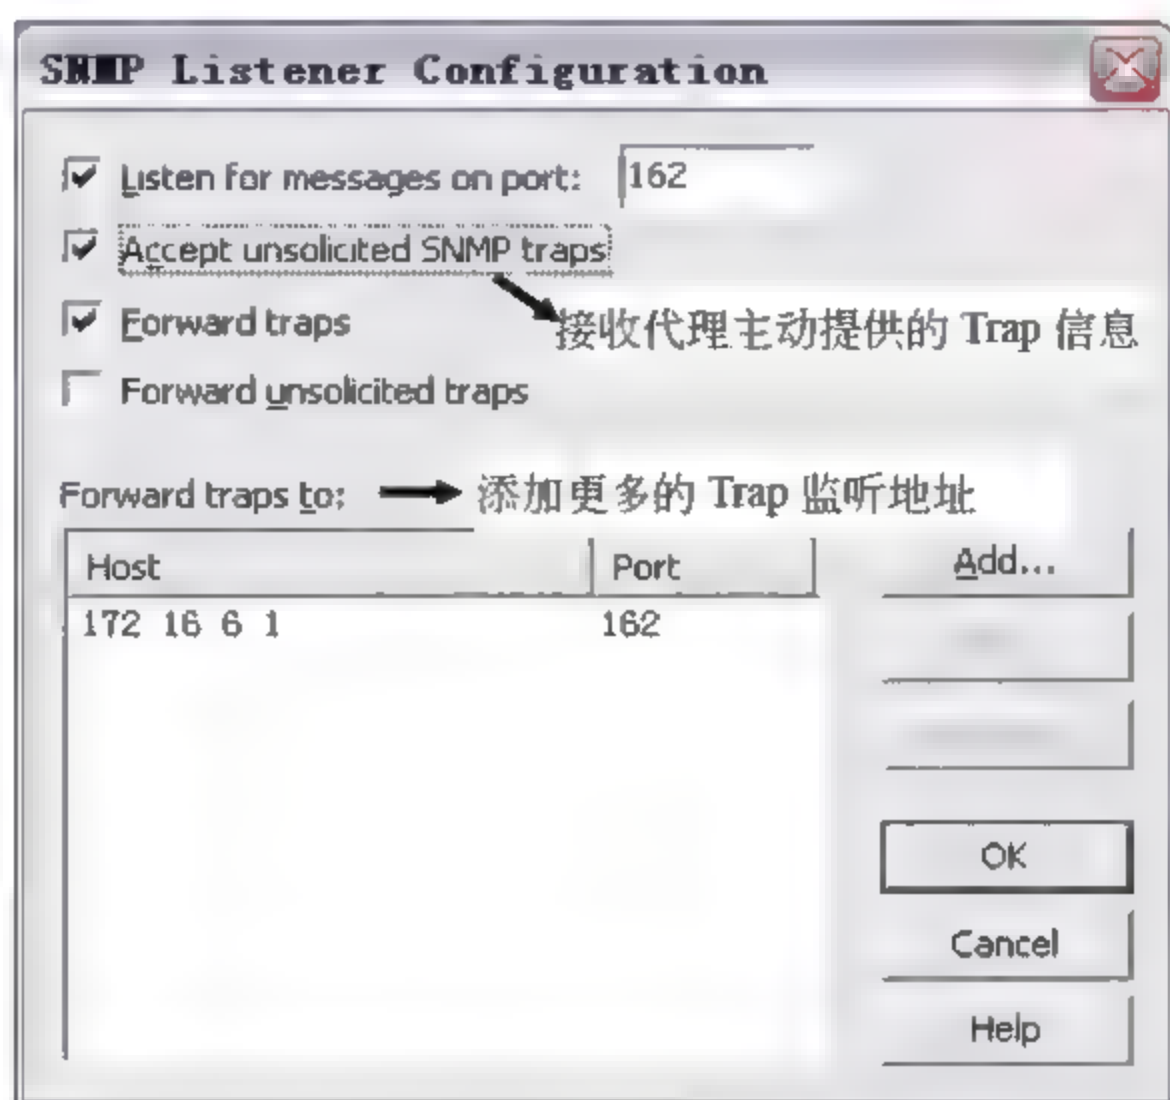 SNMP Listener Configuration
Listen for messages on port: 162
Accept unsolicited SNMP traps
接收代理主动提供的 Trap 信息
Forward traps
Forward unsolicited traps
Forward traps to: 添加更多的 Trap 监听地址
Host Port Add...
172 16 6 1 162
OK
Cancel
Help